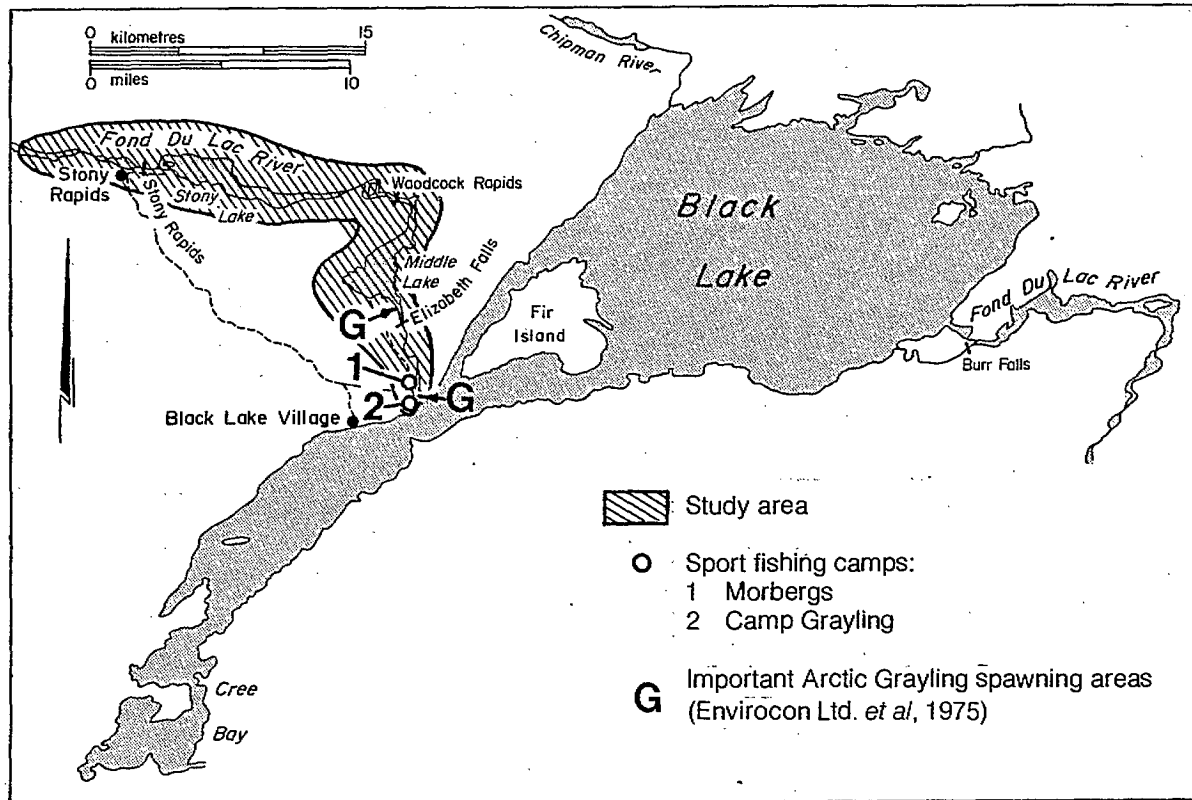 0 kilometres 15
0 miles 10
Chipman River
Fond Du Lac River
Stony
Rapids
Stony Rapids
Stony
Lake
Woodcock Rapids
Middle
Lake
Elizabeth Falls
G
1
2
G
Black Lake Village
Black
Lake
Fir
Island
Fond Du Lac River
Burr Falls
Cree
Bay
Study area
Sport fishing camps:
1 Morbergs
2 Camp Grayling
G
Important Arctic Grayling spawning areas
(Envirocon Ltd. et al, 1975)